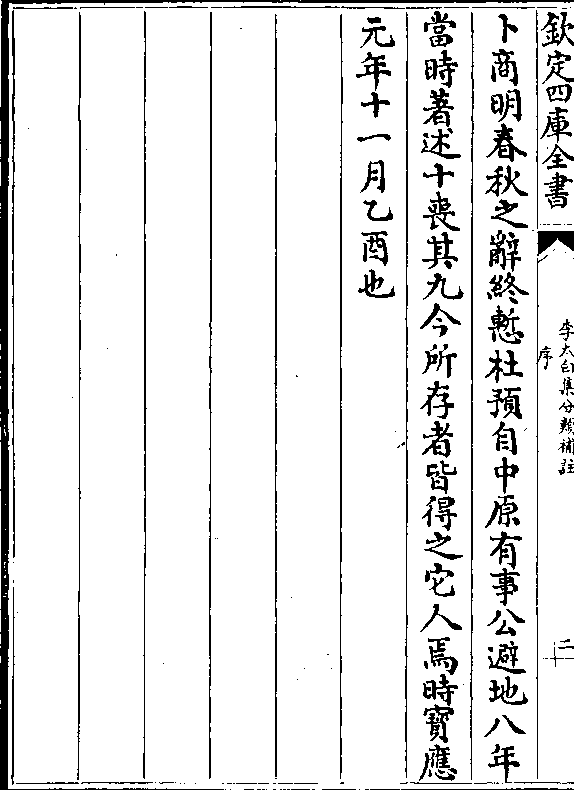 欽定四庫全書
李太白集分類補註
序
二
卜商明春秋之辭終慙杜預自中原有事公避地八年
當時著述十喪其九今所存者皆得之它人焉時寳應
元年十一月乙酉也